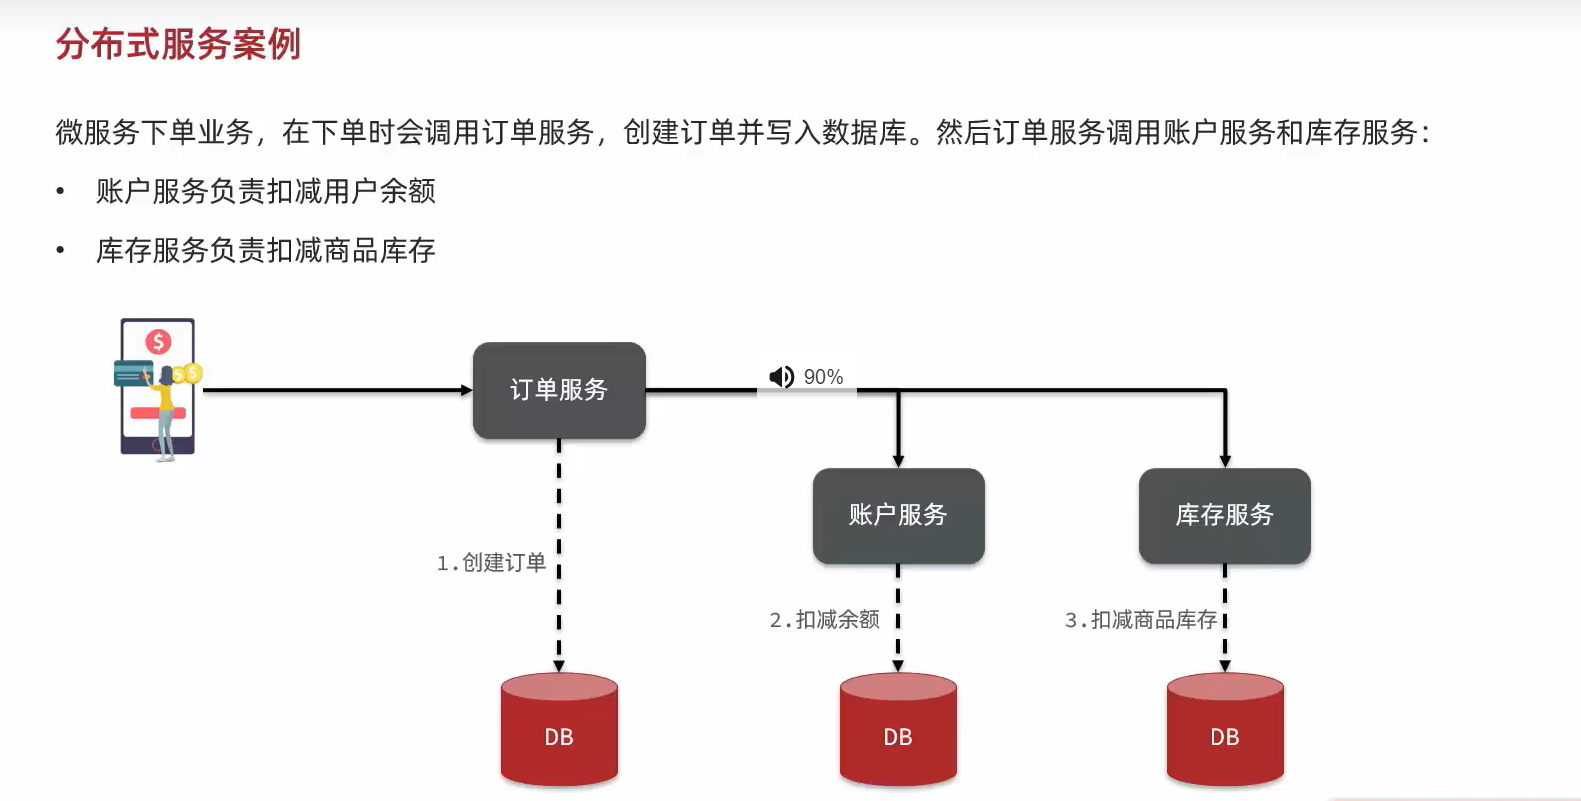 分布式服务案例
微服务下单业务，在下单时会调用订单服务，创建订单并写入数据库。然后订单服务调用账户服务和库存服务：
• 账户服务负责扣减用户余额
• 库存服务负责扣减商品库存
$
订单服务
90%
账户服务
库存服务
1.创建订单
2.扣减余额
3.扣减商品库存
DB
DB
DB